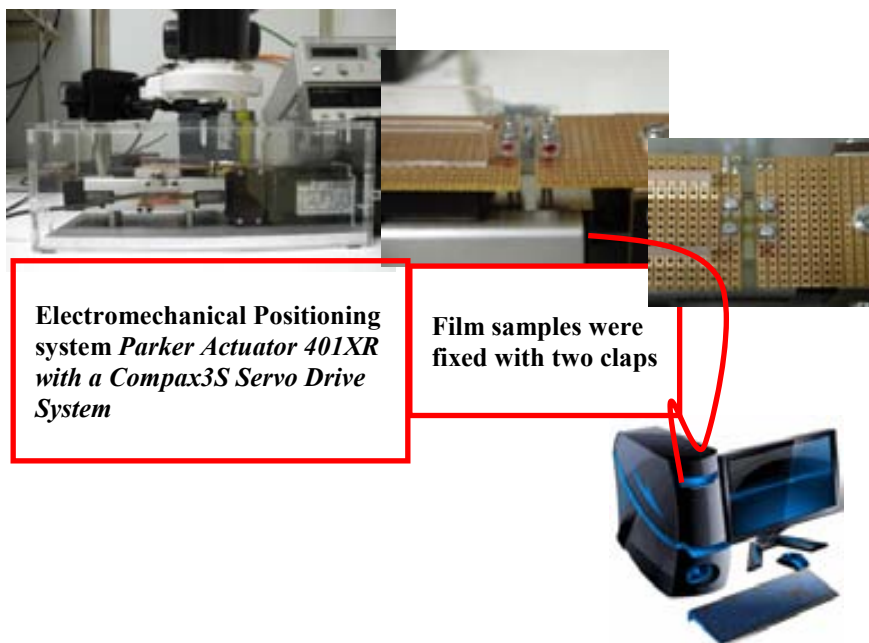 Electromechanical Positioning
system Parker Actuator 401XR
with a Compax3S Servo Drive
System
Film samples were
fixed with two claps